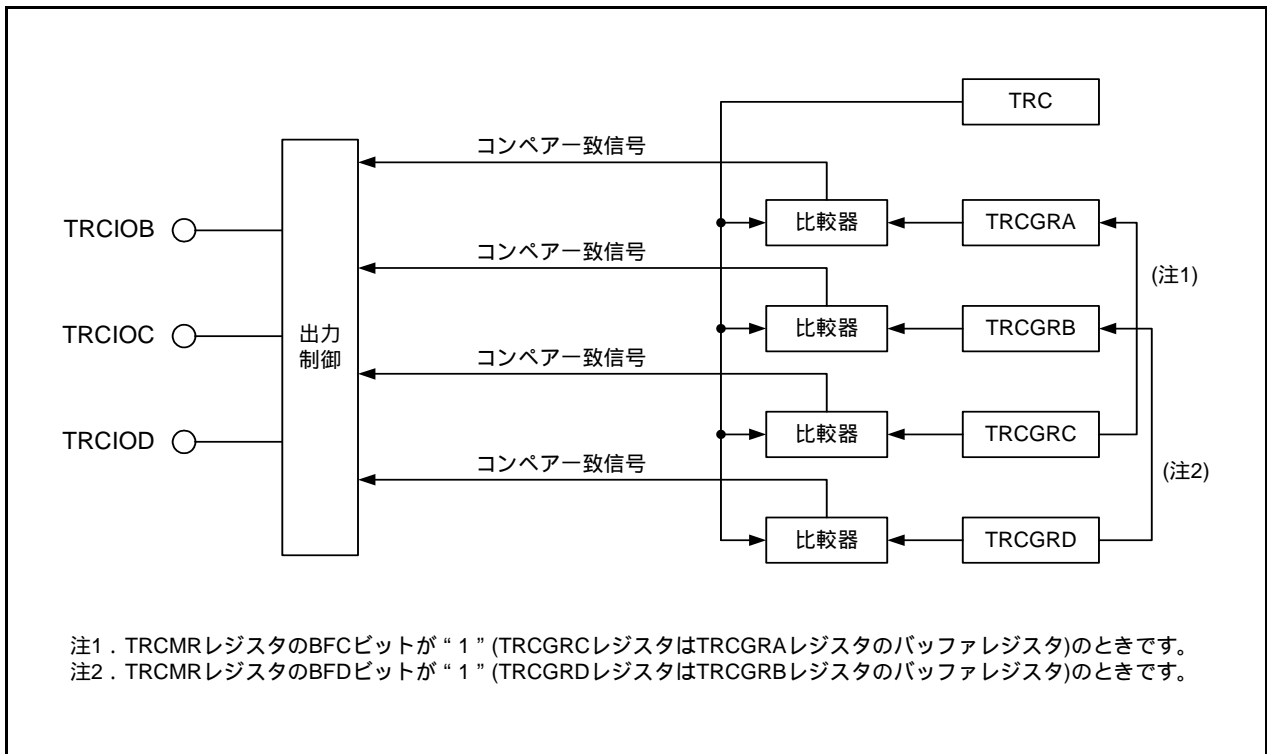 TRC
コンペア一致信号
比較器
TRCGRA
TRCIOB
コンペア一致信号
(注1)
比較器
TRCGRB
TRCIOC
出力
制御
コンペア一致信号
比較器
TRCGRC
TRCIOD
コンペア一致信号
(注2)
比較器
TRCGRD
注1．TRCMRレジスタのBFCビットが“1”(TRCGRCレジスタはTRCGRAレジスタのバッファレジスタ)のときです。
注2．TRCMRレジスタのBFDビットが“1”(TRCGRDレジスタはTRCGRBレジスタのバッファレジスタ)のときです。